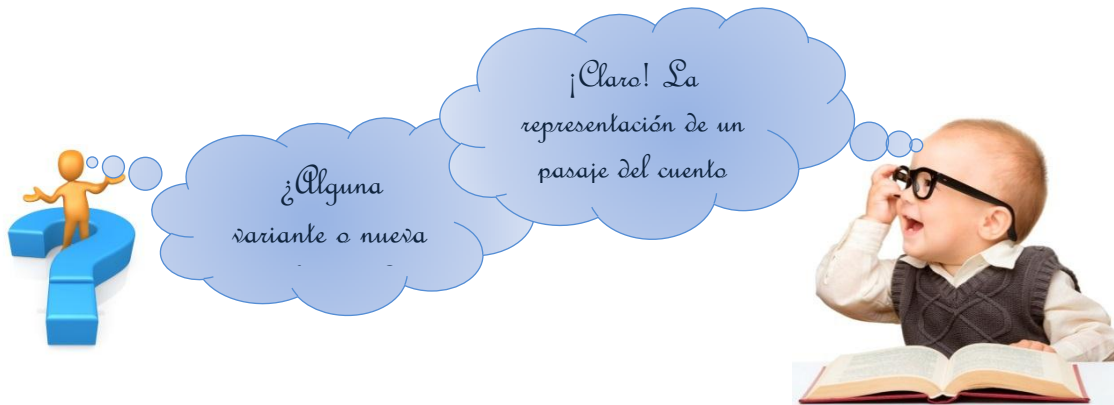 ¿Alguna
variante o nueva
¡Claro! La
representación de un
pasaje del cuento